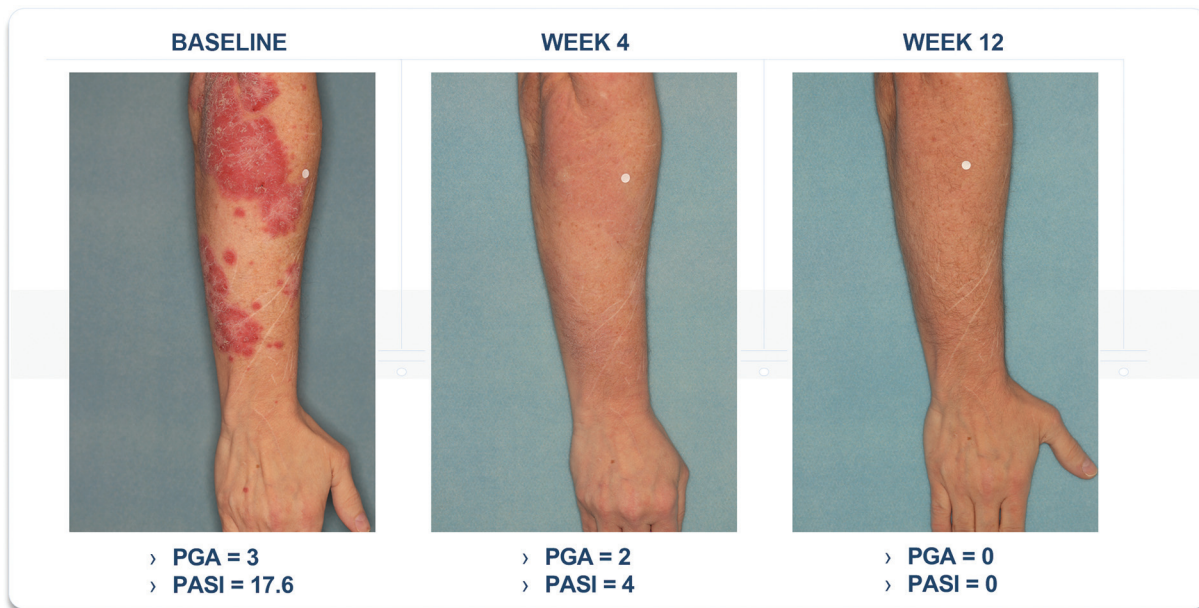 BASELINE
WEEK 4
WEEK 12
› PGA = 3
› PASI = 17.6
› PGA = 2
› PASI = 4
› PGA = 0
› PASI = 0